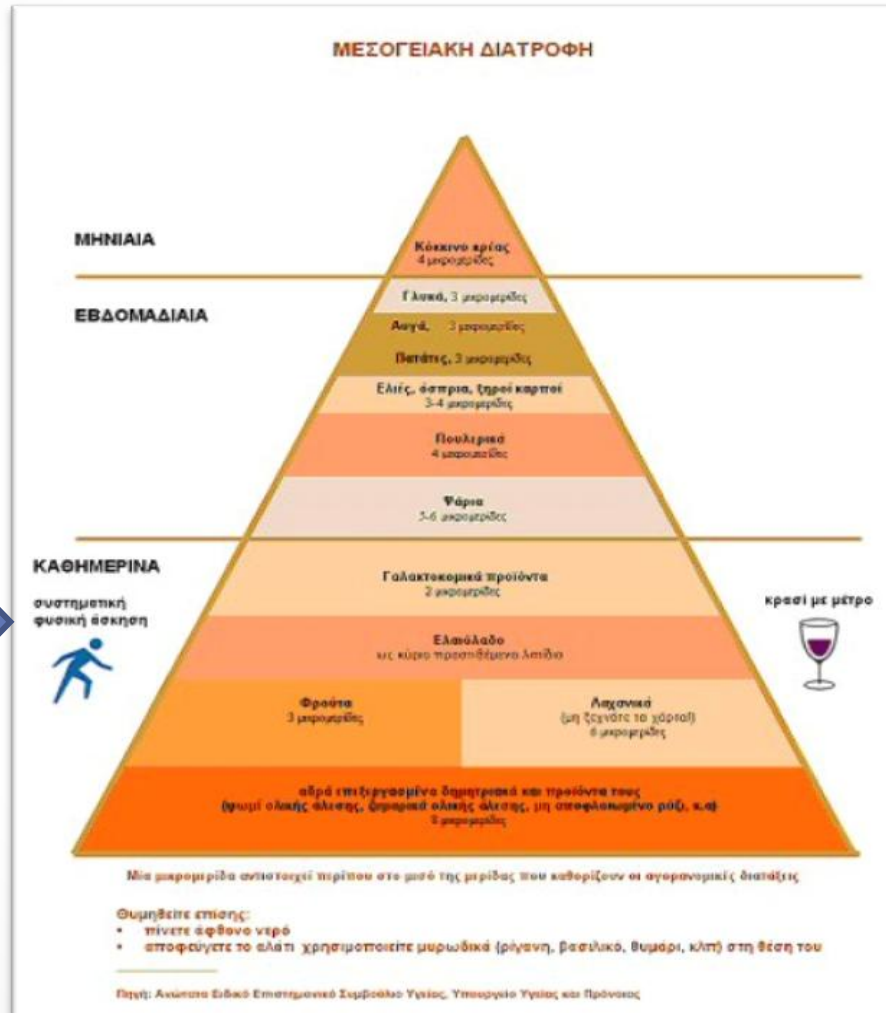 ΜΕΣΟΓΕΙΑΚΗ ΔΙΑΤΡΟΦΗ
ΜΗΝΙΑΙΑ
Κόκκινο κρέας
4 μικρομερίδες
ΕΒΔΟΜΑΔΙΑΙΑ
Γλυκά, 3 μικρομερίδες
Αυγά, 3 μικρομερίδες
Πατάτες, 3 μικρομερίδες
Ελιές, όσπρια, ξηροί καρποί
3-4 μικρομερίδες
Πουλερικά
4 μικρομερίδες
Ψάρια
5-6 μικρομερίδες
ΚΑΘΗΜΕΡΙΝΑ
συστηματική
φυσική άσκηση
Γαλακτοκομικά προϊόντα
2 μικρομερίδες
κρασί με μέτρο
Ελαιόλαδο
ως κύριο προστιθέμενο λιπίδιο
Φρούτα
3 μικρομερίδες
Λαχανικά
(μη ξεχνάτε τα χόρτα!)
6 μικρομερίδες
αδρά επεξεργασμένα δημητριακά και προϊόντα τους
(ψωμί ολικής άλεσης, ζυμαρικά ολικής άλεσης, μη αποφλοιωμένο ρύζι, κ.α)
8 μικρομερίδες
Μία μικρομερίδα αντιστοιχεί περίπου στο μισό της μερίδας που καθορίζουν οι αγορανομικές διατάξεις
Θυμηθείτε επίσης:
• πίνετε άφθονο νερό
• αποφεύγετε το αλάτι χρησιμοποιείτε μυρωδικά (ρίγανη, βασιλικό, θυμάρι, κλπ) στη θέση του
Πηγή: Ανώτατο Ειδικό Επιστημονικό Συμβούλιο Υγείας, Υπουργείο Υγείας και Πρόνοιας